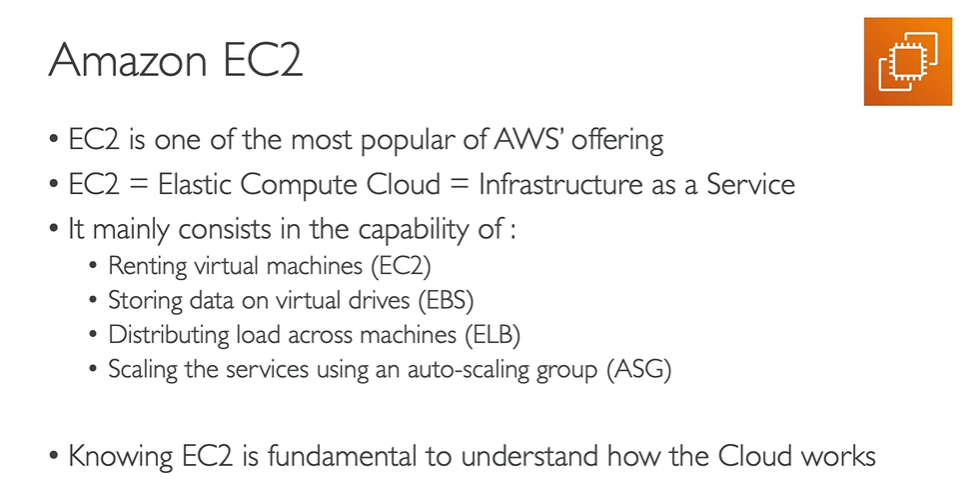 Amazon EC2
• EC2 is one of the most popular of AWS’ offering
• EC2 = Elastic Compute Cloud = Infrastructure as a Service
• It mainly consists in the capability of :
• Renting virtual machines (EC2)
• Storing data on virtual drives (EBS)
• Distributing load across machines (ELB)
• Scaling the services using an auto-scaling group (ASG)
• Knowing EC2 is fundamental to understand how the Cloud works